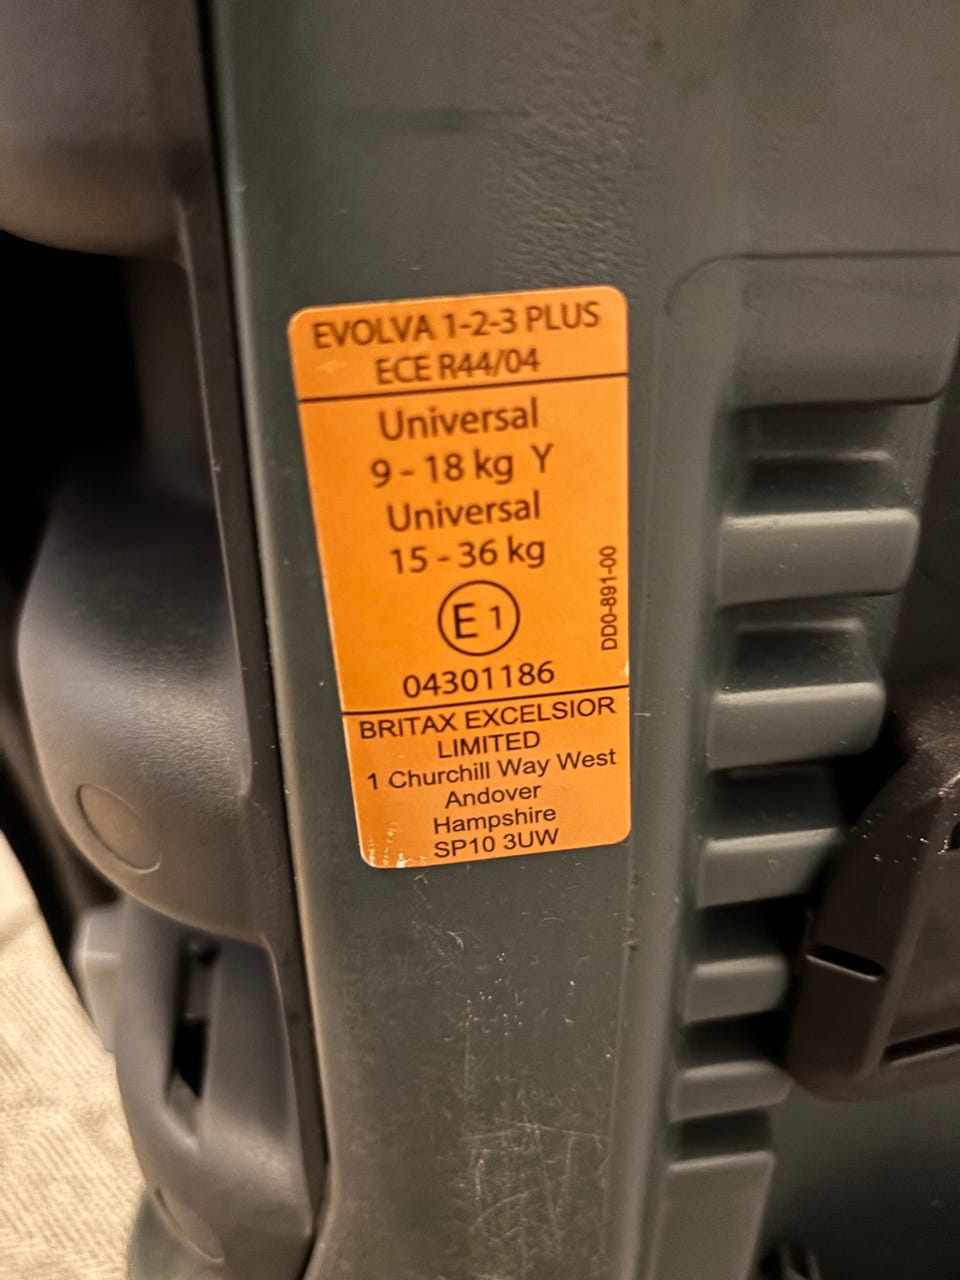 EVOLVA 1-2-3 PLUS
ECE R44/04
Universal
9 - 18 kg Y
Universal
15 - 36 kg
E 1
04301186
DD0-891-00
BRITAX EXCELSIOR
LIMITED
1 Churchill Way West
Andover
Hampshire
SP10 3UW